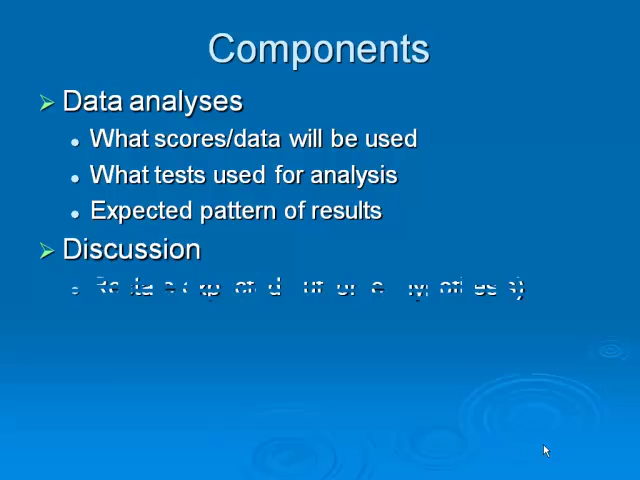 Components
Data analyses
What scores/data will be used
What tests used for analysis
Expected pattern of results
Discussion